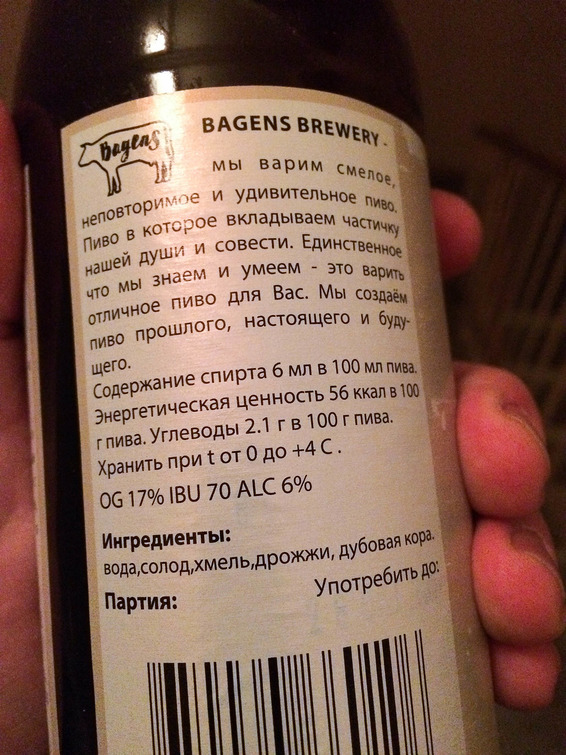 Bagens
BAGENS BREWERY -
мы варим смелое,
неповторимое и удивительное пиво.
Пиво в которое вкладываем частичку
нашей души и совести. Единственное
что мы знаем и умеем - это варить
отличное пиво для Вас. Мы создаём
пиво прошлого, настоящего и буду-
щего.
Содержание спирта 6 мл в 100 мл пива.
Энергетическая ценность 56 ккал в 100
г пива. Углеводы 2.1 г в 100 г пива.
Хранить при t от 0 до +4 С .
OG 17% IBU 70 ALC 6%
Ингредиенты:
вода,солод,хмель,дрожжи, дубовая кора.
Партия: Употребить до: